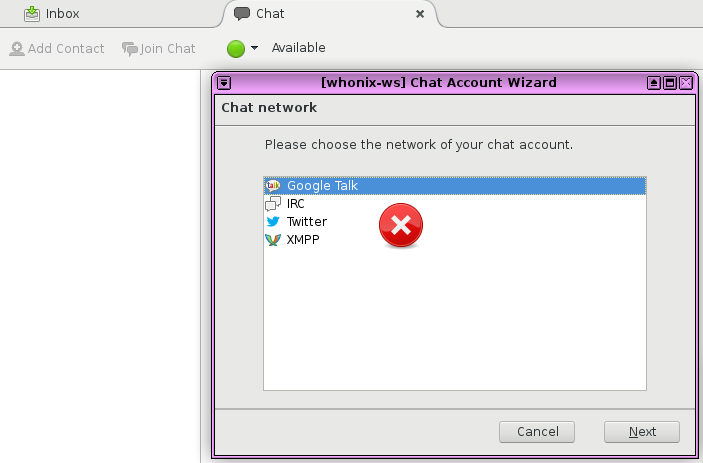 Inbox
Chat
Add Contact
Join Chat
Available
[whonix-ws] Chat Account Wizard
Chat network
Please choose the network of your chat account.
talk
Google Talk
IRC
Twitter
XMPP
Cancel
Next